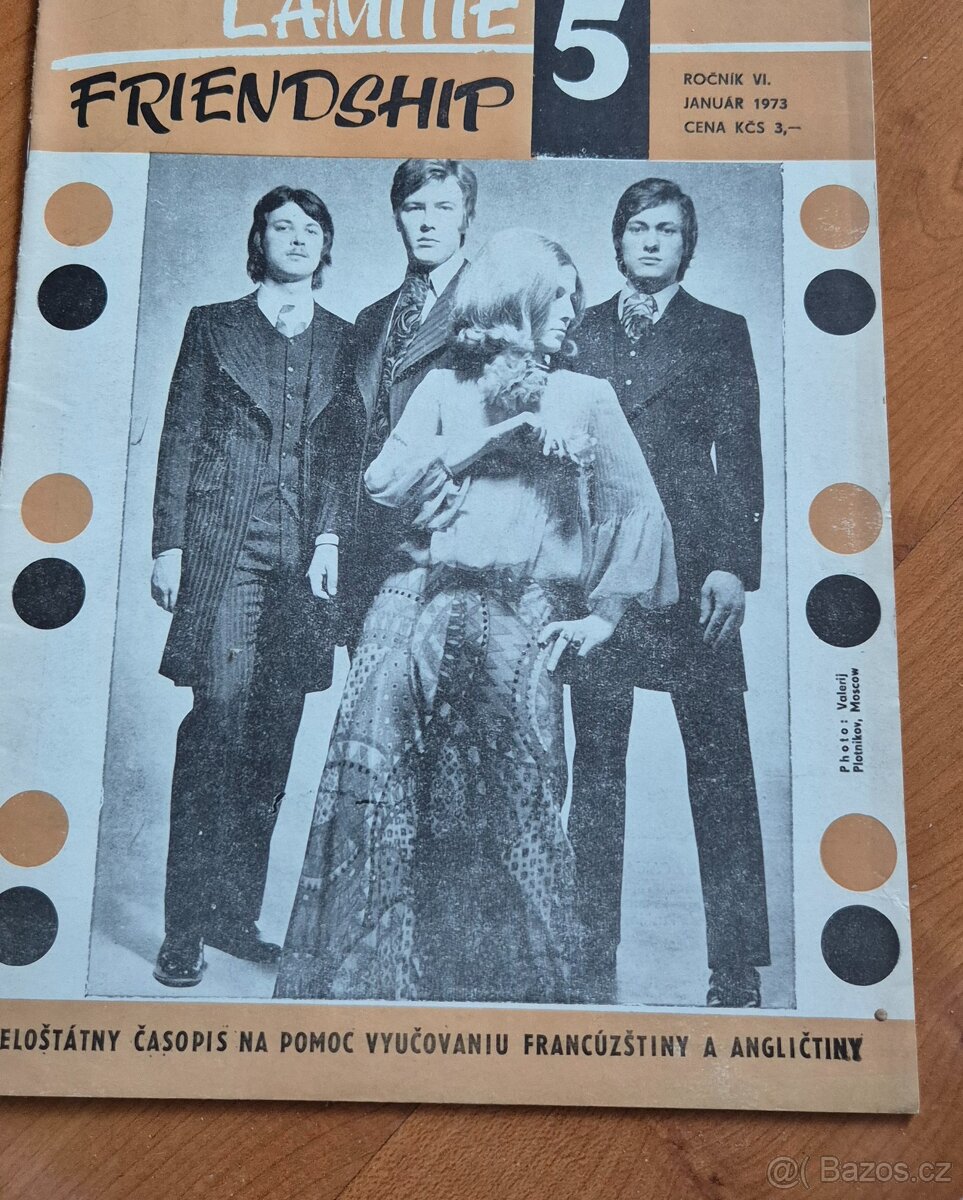 L'AMITIÉ
FRIENDSHIP
5
ROČNÍK VI.
JANUÁR 1973
CENA KČS 3,—
Photo: Valerij
Plotnikov, Moscow
ELOŠTÁTNY ČASOPIS NA POMOC VYUČOVANIU FRANCÚZŠTINY A ANGLIČTINY
@( Bazos.cz